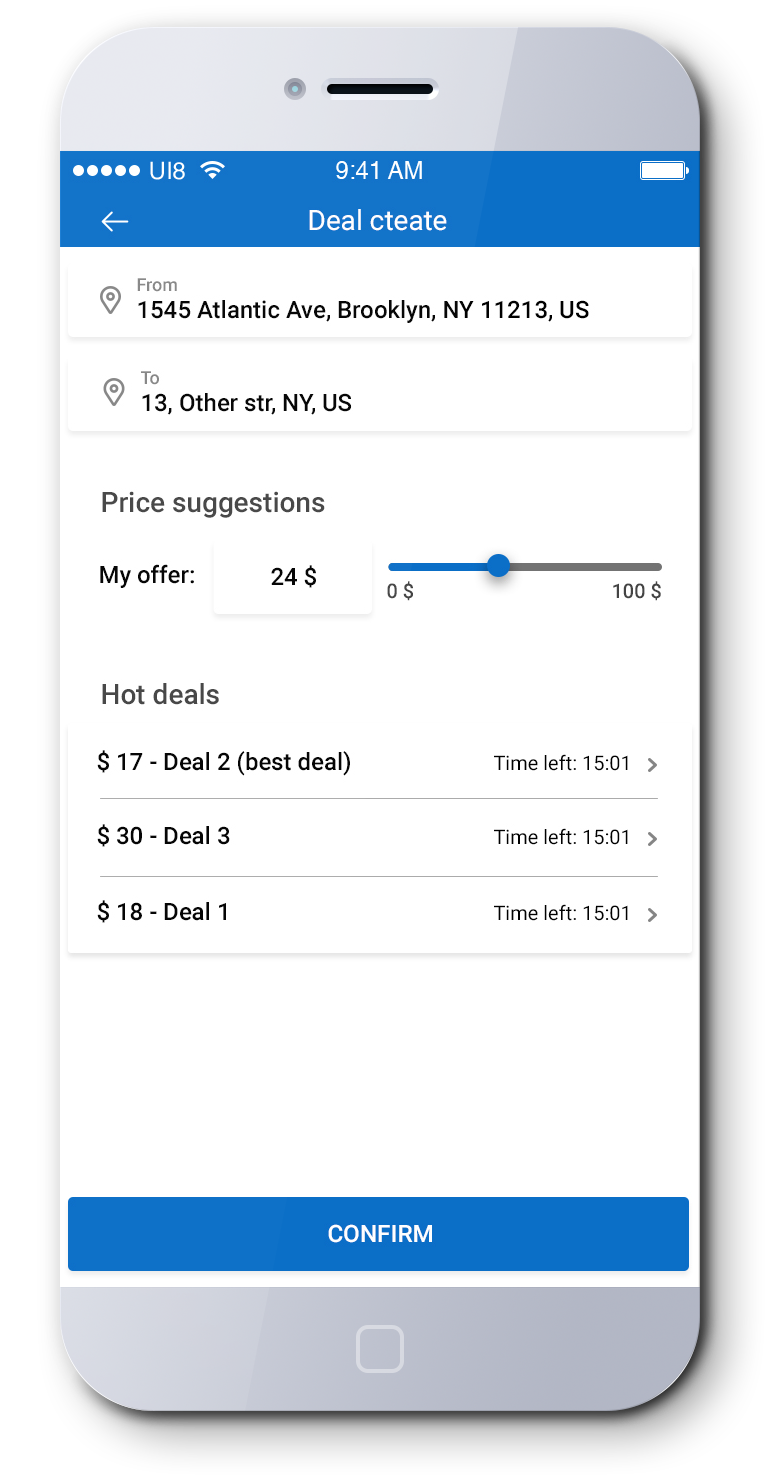 UI8 9:41 AM
Deal cteate
From
1545 Atlantic Ave, Brooklyn, NY 11213, US
To
13, Other str, NY, US
Price suggestions
My offer: 24 $
0 $ 100 $
Hot deals
$ 17 - Deal 2 (best deal) Time left: 15:01
$ 30 - Deal 3 Time left: 15:01
$ 18 - Deal 1 Time left: 15:01
CONFIRM